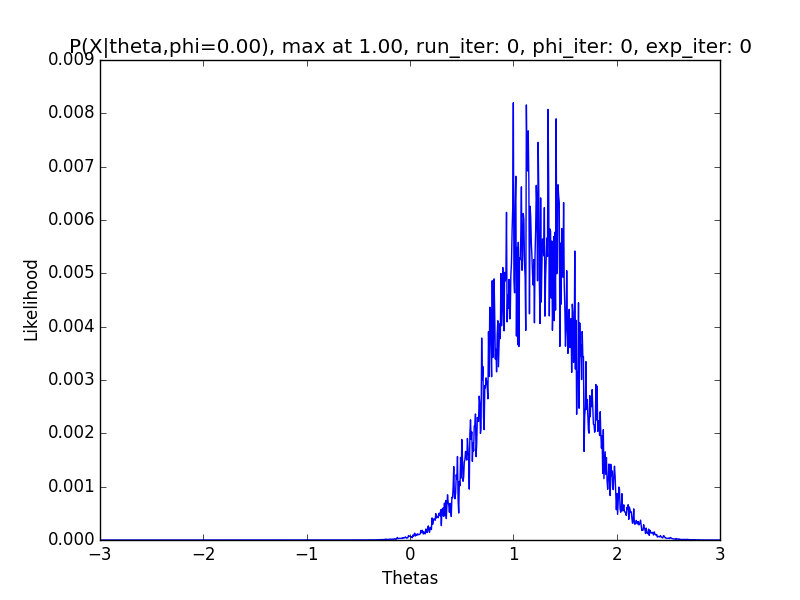 P(X|theta,phi=0.00), max at 1.00, run_iter: 0, phi_iter: 0, exp_iter: 0
0.009
0.008
0.007
0.006
0.005
0.004
0.003
0.002
0.001
0.000
Likelihood
−3 −2 −1 0 1 2 3
Thetas